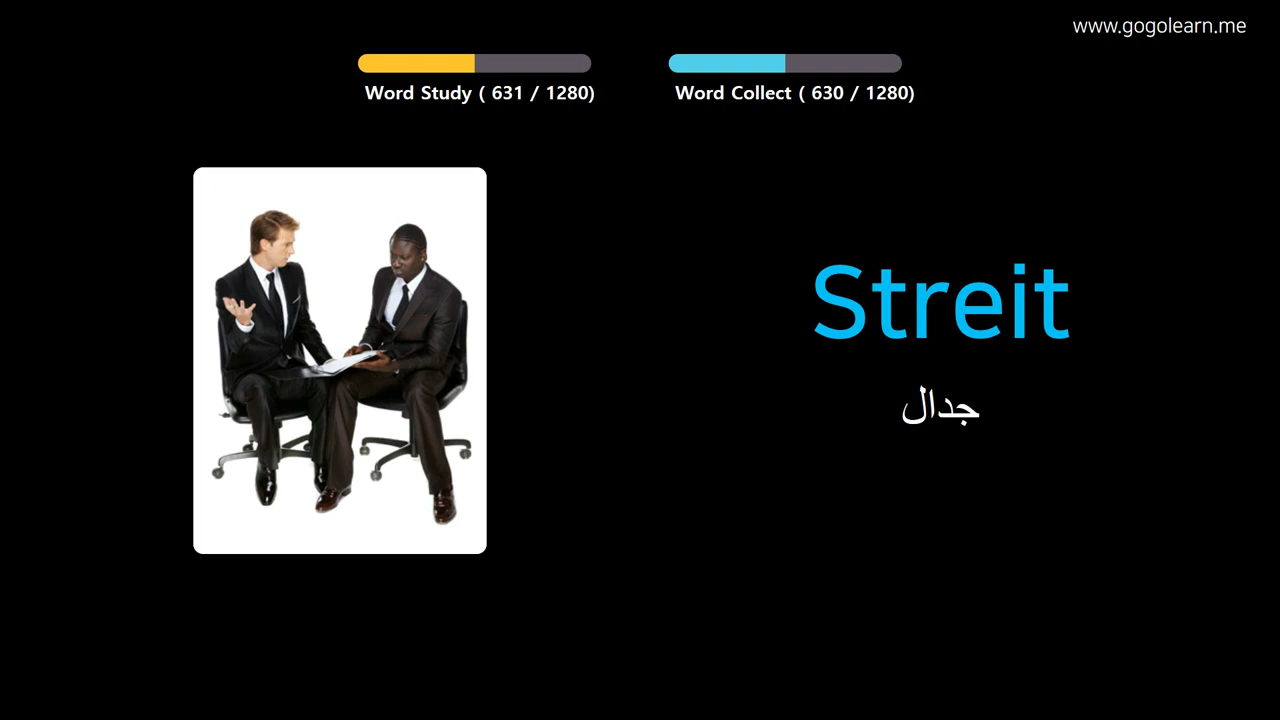 www.gogolearn.me
Word Study ( 631 / 1280)
Word Collect ( 630 / 1280)
Streit
جدال